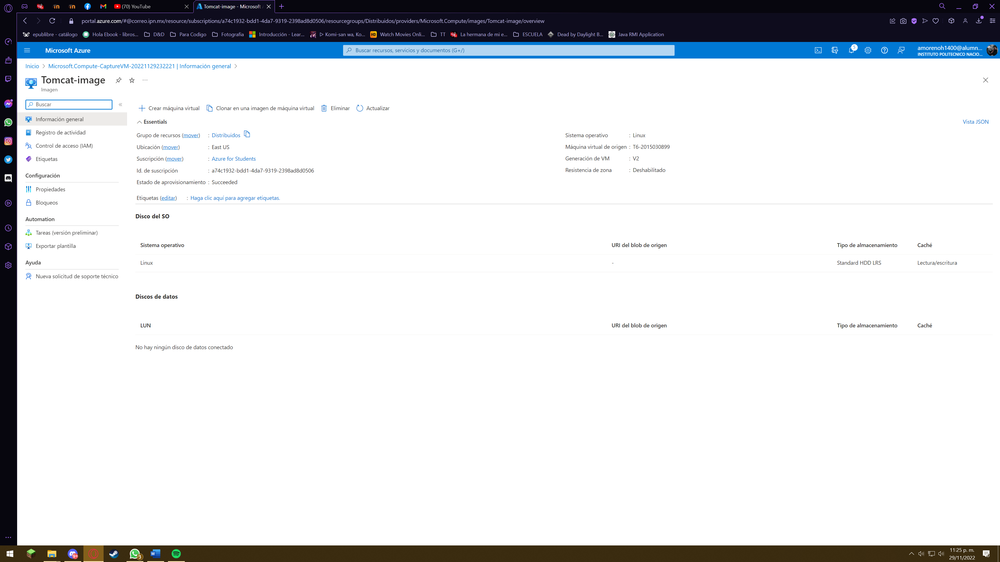 (70) YouTube
Tomcat-image - Microsoft A
portal.azure.com/#@correo.ipn.mx/resource/subscriptions/a74c1932-bdd1-4da7-9319-2398ad8d0506/resourcegroups/Distribuidos/providers/Microsoft.Compute/images/Tomcat-image/overview
epublibre - catálogo
Hola Ebook - libros...
D&D
Para Codigo
Fotografia
Introducción - Lear...
▷ Komi-san wa, Ko...
HD Watch Movies Onli...
TT
La hermana de mi e...
ESCUELA
Dead by Daylight B...
Java RMI Application
Microsoft Azure
Buscar recursos, servicios y documentos (G+/)
5
amorenoh1400@alumn...
INSTITUTO POLITECNICO NACIO...
Inicio > Microsoft.Compute-CaptureVM-20221129232221 | Información general >
Tomcat-image
Imagen
Buscar
«
Información general
Registro de actividad
Control de acceso (IAM)
Etiquetas
Configuración
Propiedades
Bloqueos
Automation
Tareas (versión preliminar)
Exportar plantilla
Ayuda
Nueva solicitud de soporte técnico
Crear máquina virtual
Clonar en una imagen de máquina virtual
Eliminar
Actualizar
Essentials
Vista JSON
Grupo de recursos (mover) : Distribuidos
Ubicación (mover) : East US
Suscripción (mover) : Azure for Students
Id. de suscripción : a74c1932-bdd1-4da7-9319-2398ad8d0506
Estado de aprovisionamiento : Succeeded
Sistema operativo : Linux
Máquina virtual de origen : T6-2015030899
Generación de VM : V2
Resistencia de zona : Deshabilitado
Etiquetas (editar) : Haga clic aquí para agregar etiquetas.
Disco del SO
Sistema operativo URI del blob de origen Tipo de almacenamiento Caché
Linux - Standard HDD LRS Lectura/escritura
Discos de datos
LUN URI del blob de origen Tipo de almacenamiento Caché
No hay ningún disco de datos conectado
9+
3
11:25 p. m.
29/11/2022